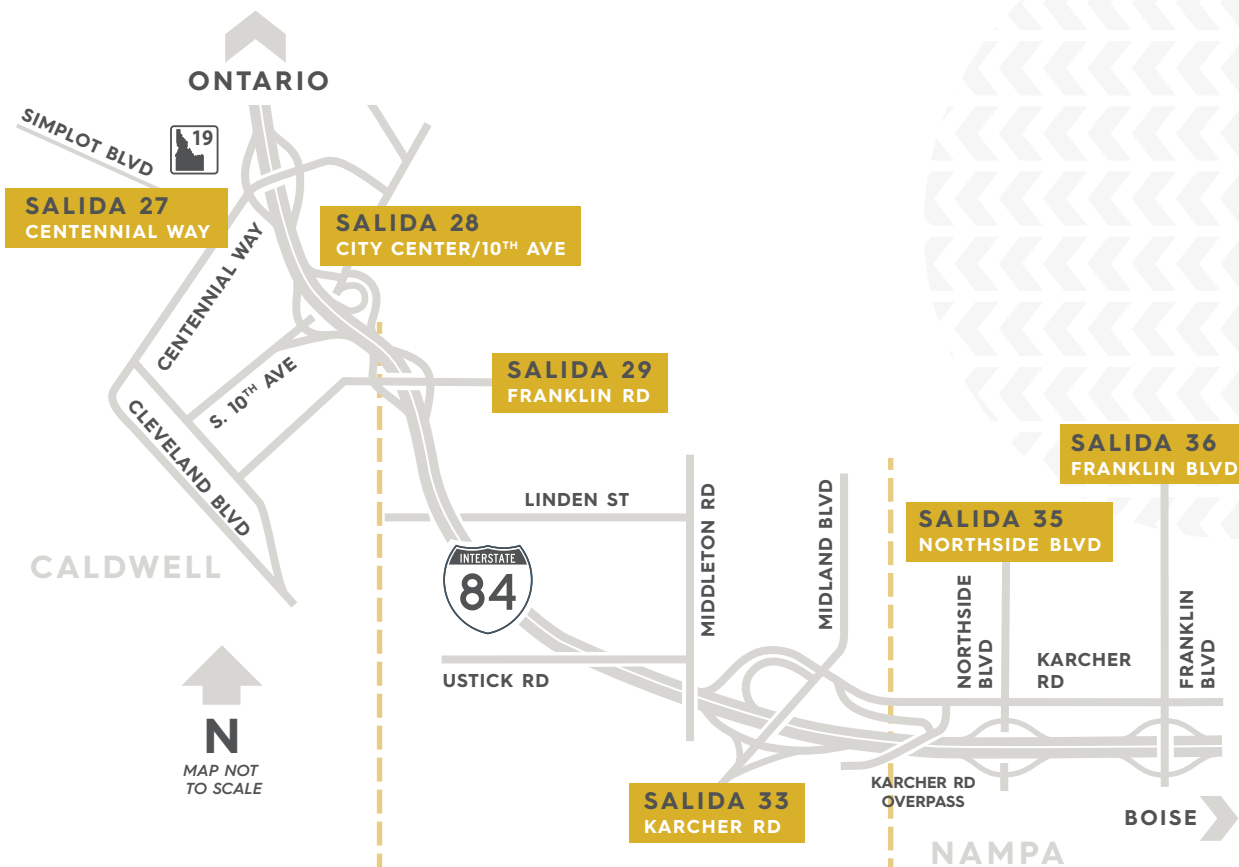 ONTARIO
SIMPLOT BLVD
19
SALIDA 27
CENTENNIAL WAY
SALIDA 28
CITY CENTER/10TH AVE
CENTENNIAL WAY
S. 10TH AVE
CLEVELAND BLVD
SALIDA 29
FRANKLIN RD
SALIDA 36
FRANKLIN BLVD
LINDEN ST
MIDDLETON RD
MIDLAND BLVD
SALIDA 35
NORTHSIDE BLVD
CALDWELL
INTERSTATE
84
NORTHSIDE
BLVD
KARCHER
RD
FRANKLIN
BLVD
USTICK RD
N
MAP NOT
TO SCALE
SALIDA 33
KARCHER RD
KARCHER RD
OVERPASS
BOISE
NAMPA